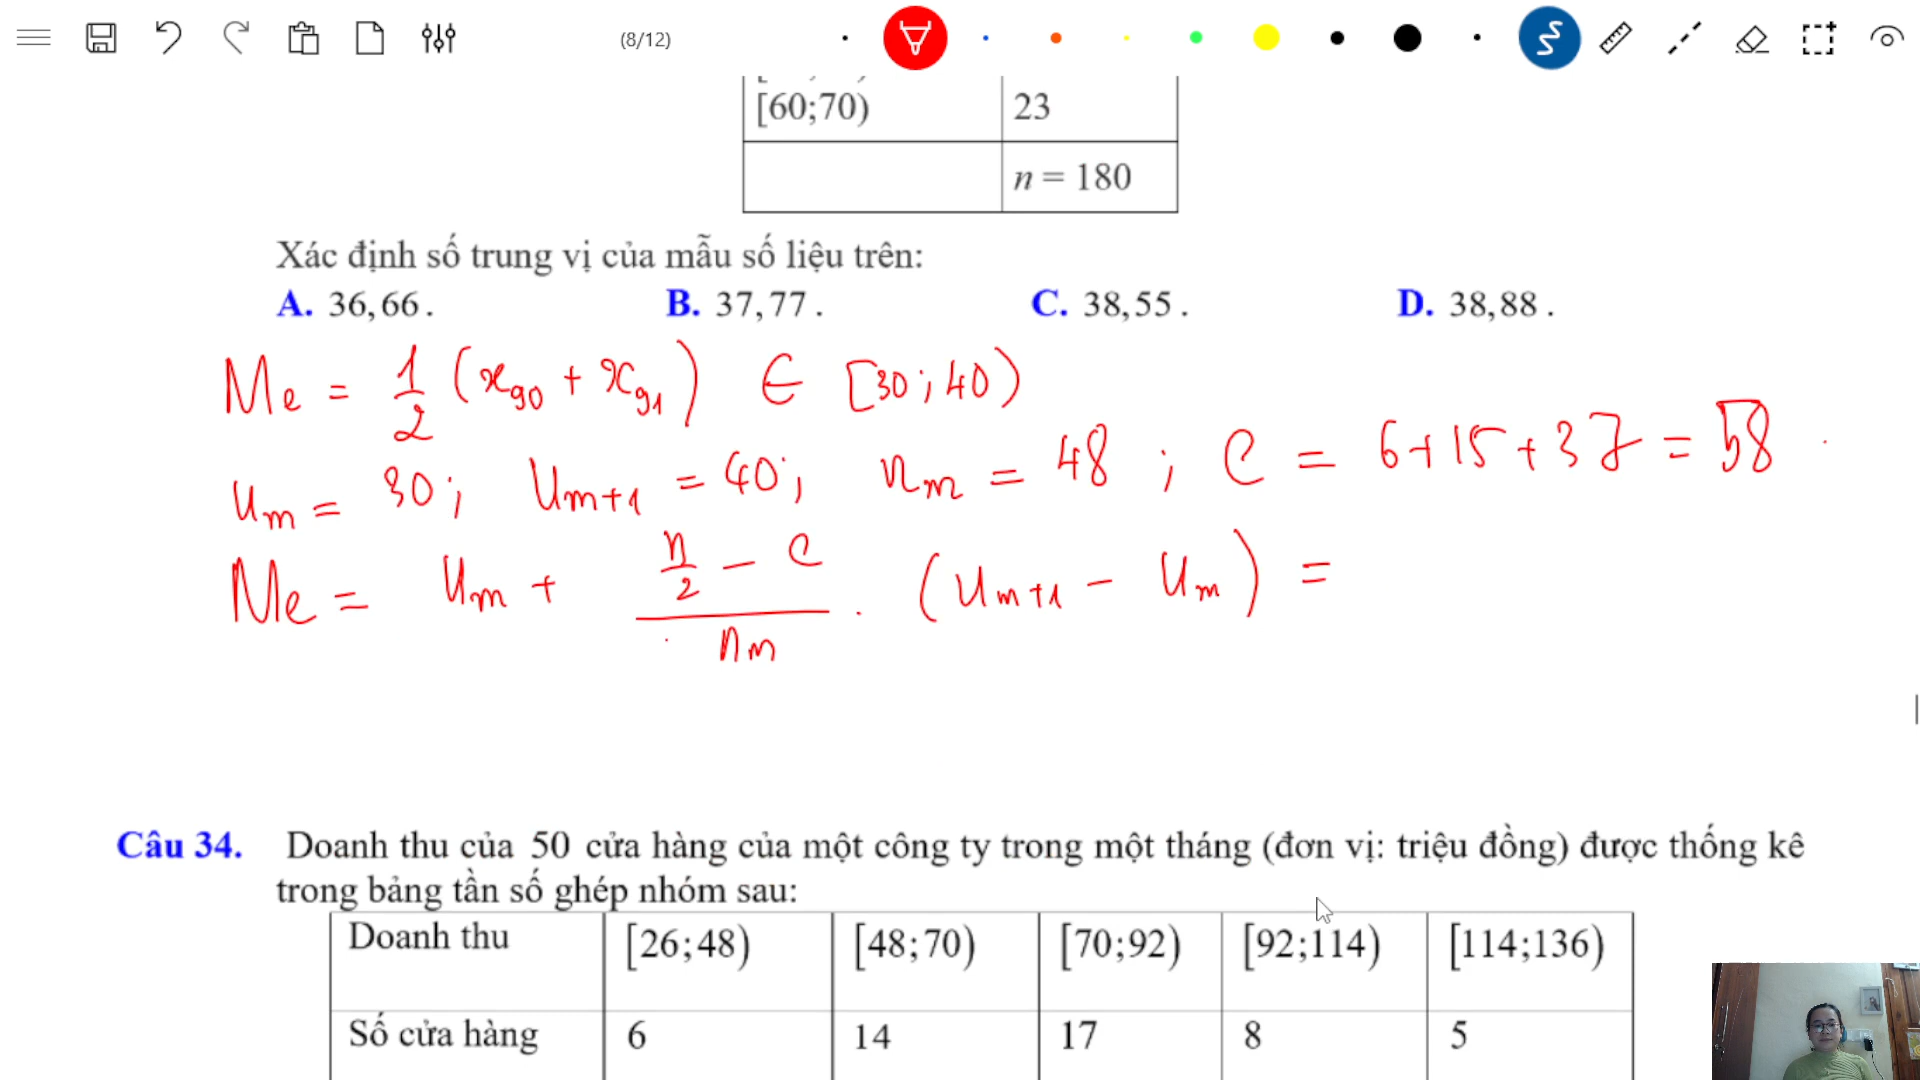 (8/12)
[60;70) 23
n = 180
Xác định số trung vị của mẫu số liệu trên:
A. 36,66. B. 37,77. C. 38,55. D. 38,88.
Me = 1/2 (x₉₀ + x₉₁) ∈ [30; 40)
uₘ = 30; uₘ₊₁ = 40; nₘ = 48; C = 6+15+37 = 58
Me = uₘ + (n/2 - C)/nₘ . (uₘ₊₁ - uₘ) =
Câu 34. Doanh thu của 50 cửa hàng của một công ty trong một tháng (đơn vị: triệu đồng) được thống kê
trong bảng tần số ghép nhóm sau:
Doanh thu [26;48) [48;70) [70;92) [92;114) [114;136)
Số cửa hàng 6 14 17 8 5